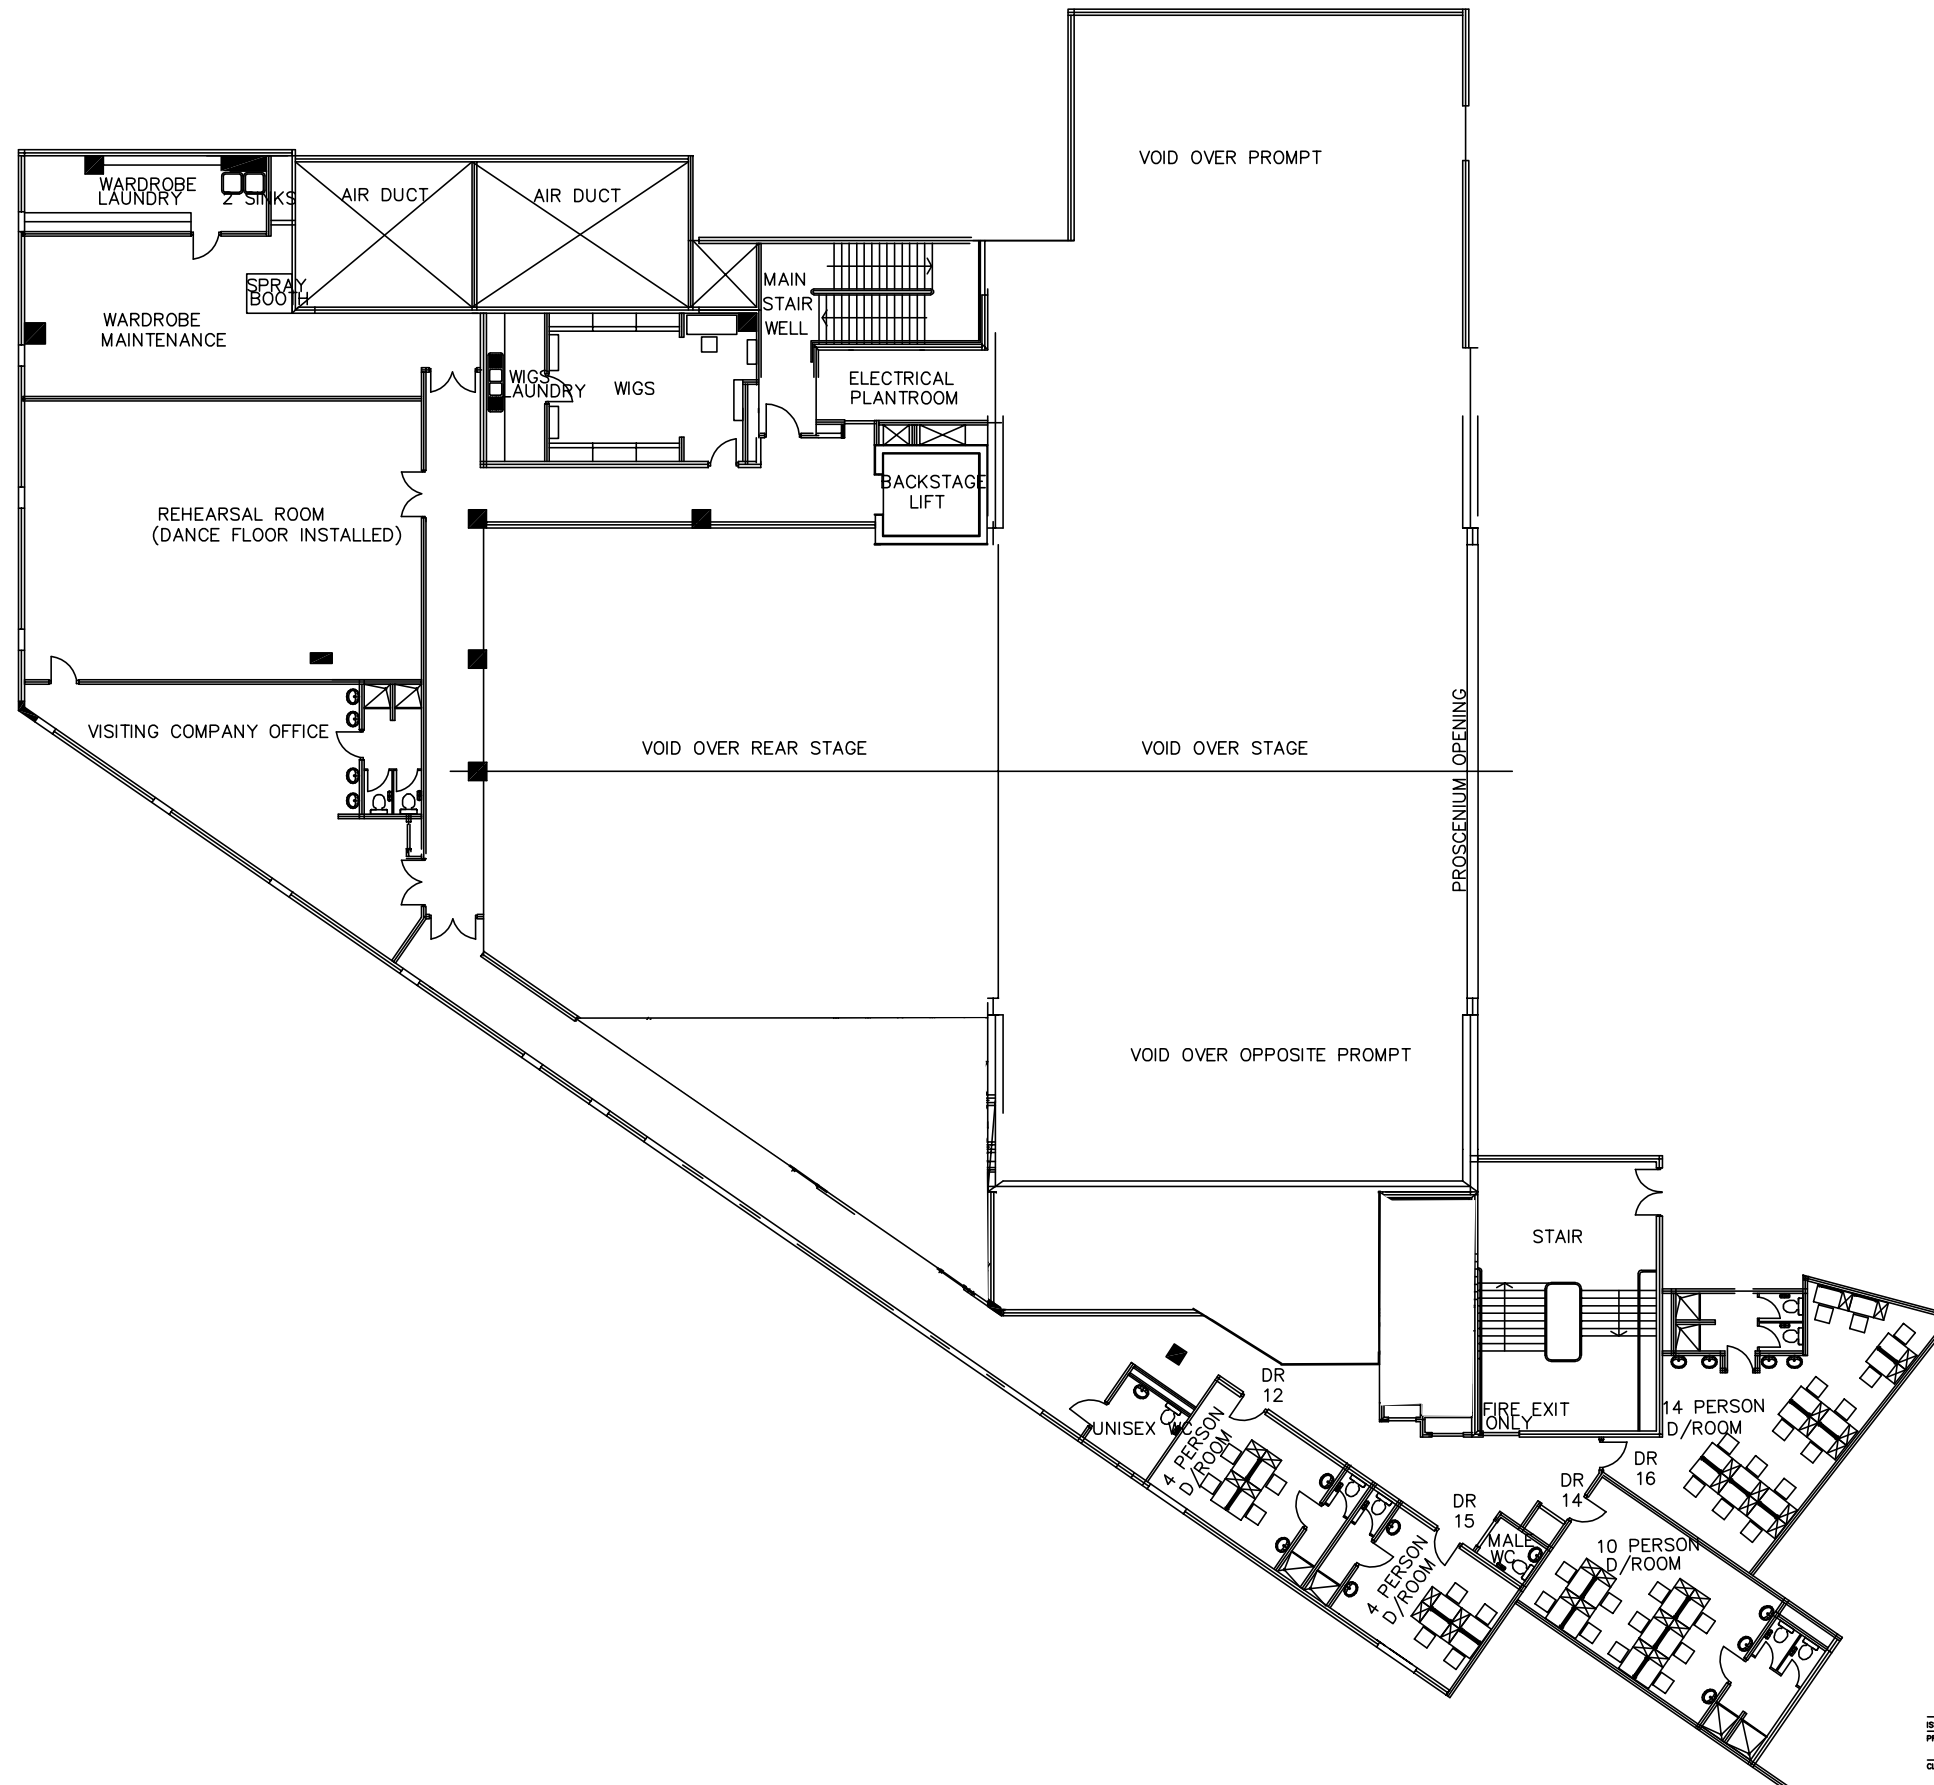 VOID OVER PROMPT
WARDROBE
LAUNDRY
2 SINKS
AIR DUCT
AIR DUCT
SPRAY
BOOTH
MAIN
STAIR
WELL
WARDROBE
MAINTENANCE
WIGS
LAUNDRY
WIGS
ELECTRICAL
PLANTROOM
BACKSTAGE
LIFT
REHEARSAL ROOM
(DANCE FLOOR INSTALLED)
VISITING COMPANY OFFICE
VOID OVER REAR STAGE
VOID OVER STAGE
PROSCENIUM OPENING
VOID OVER OPPOSITE PROMPT
STAIR
DR
12
FIRE EXIT
ONLY
14 PERSON
D/ROOM
UNISEX WC
4 PERSON
D/ROOM
DR
16
DR
14
DR
15
MALE
WC
10 PERSON
D/ROOM
4 PERSON
D/ROOM